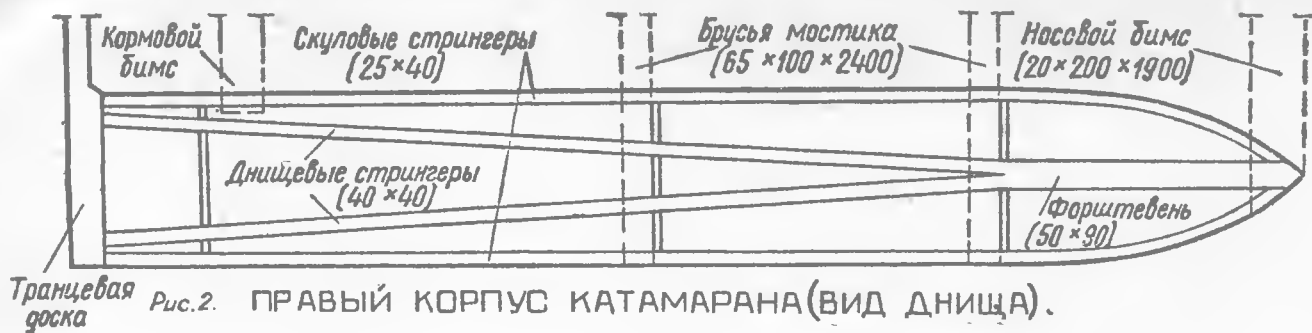 Кормовой
бимс
Скуловые стрингеры
(25×40)
Брусья мостика
(65×100×2400)
Носовой бимс
(20×200×1900)
Днищевые стрингеры
(40×40)
Форштевень
(50×90)
Транцевая
доска
Рис.2. ПРАВЫЙ КОРПУС КАТАМАРАНА (ВИД ДНИЩА).